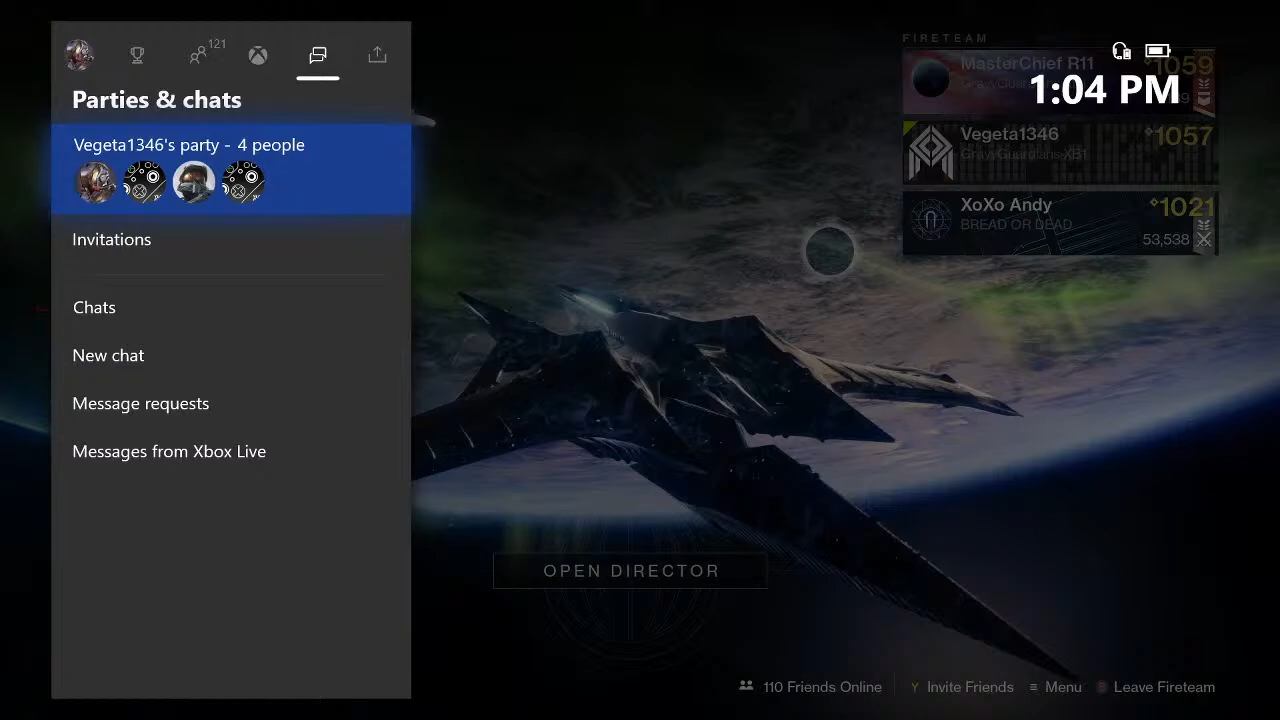 121
Parties & chats
Vegeta1346's party - 4 people
Invitations
Chats
New chat
Message requests
Messages from Xbox Live
FIRETEAM
1:04 PM
MasterChief R11
1059
Vegeta1346
1057
GrayGuardians-XB1
XoXo Andy
1021
BREAD OR DEAD
53,538
OPEN DIRECTOR
110 Friends Online
Y Invite Friends
Menu
B Leave Fireteam